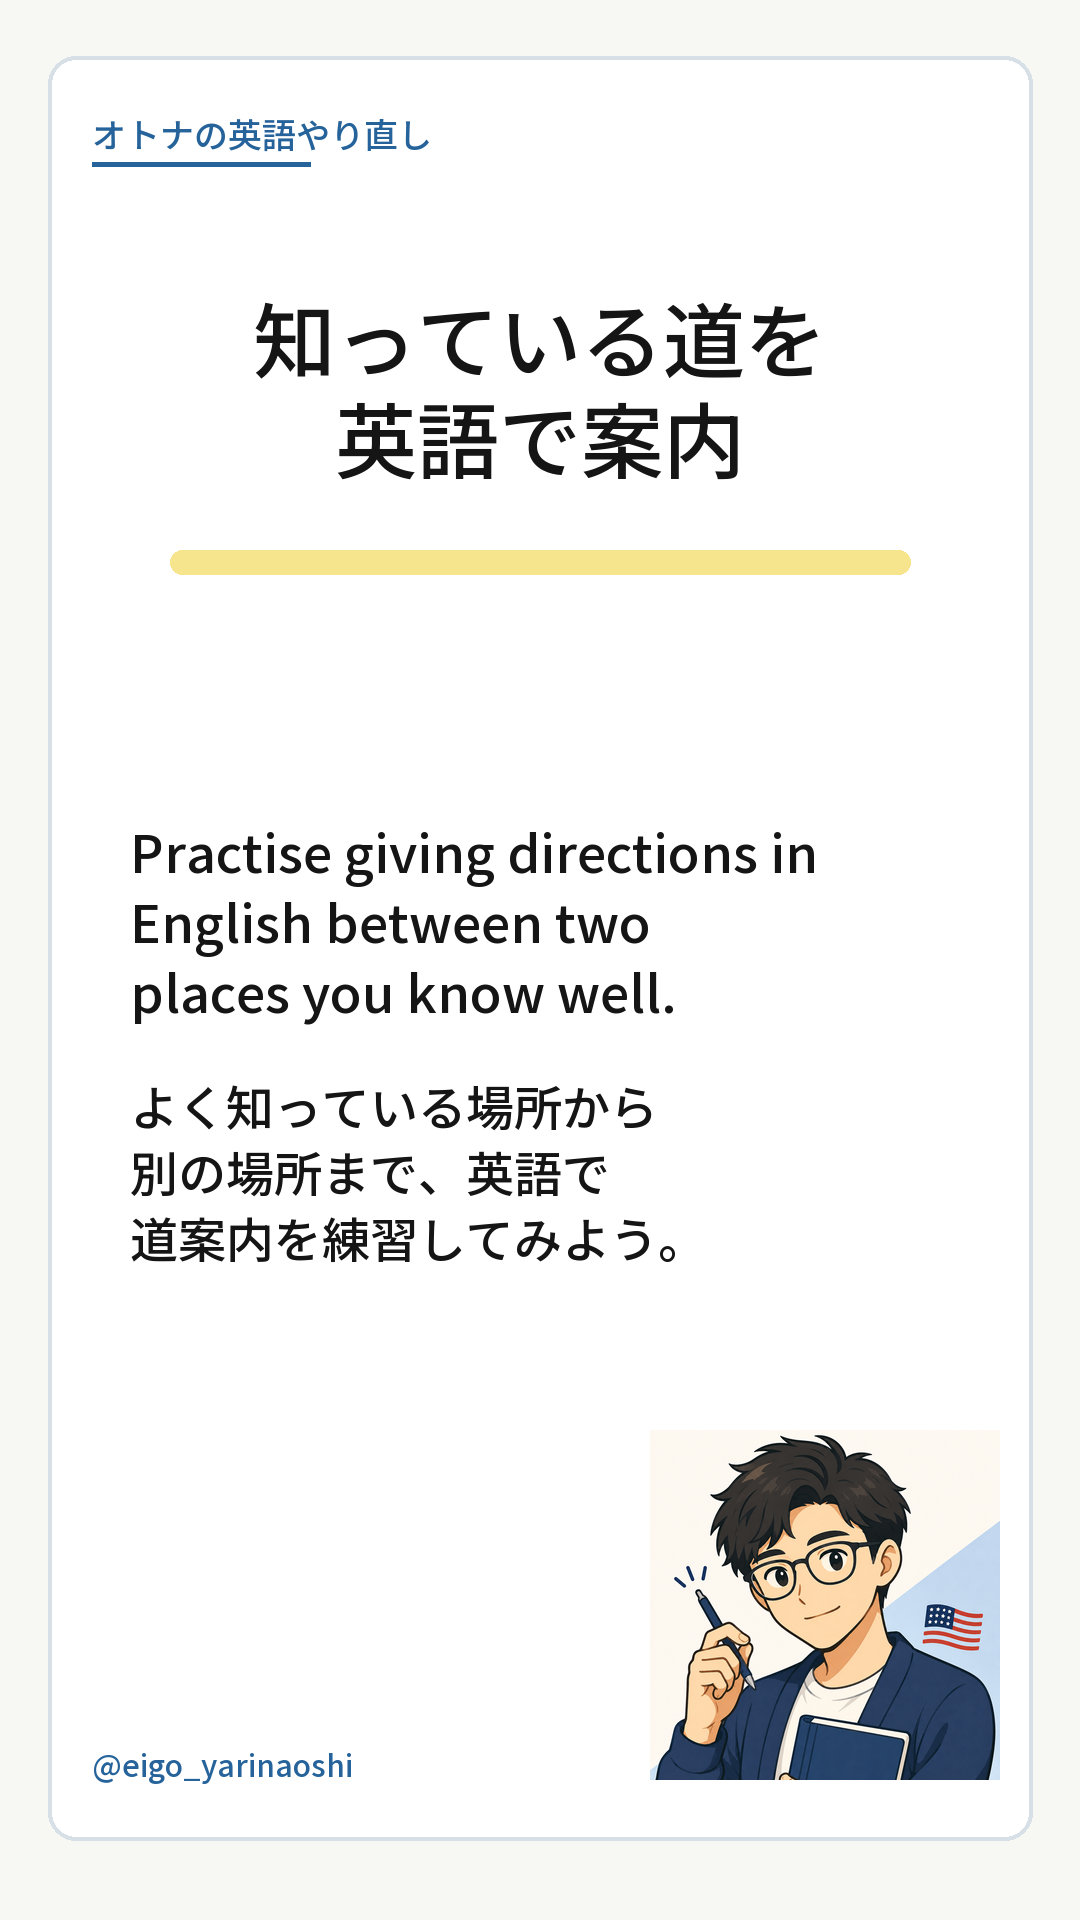 オトナの英語やり直し
知っている道を
英語で案内
Practise giving directions in
English between two
places you know well.
よく知っている場所から
別の場所まで、英語で
道案内を練習してみよう。
@eigo_yarinaoshi